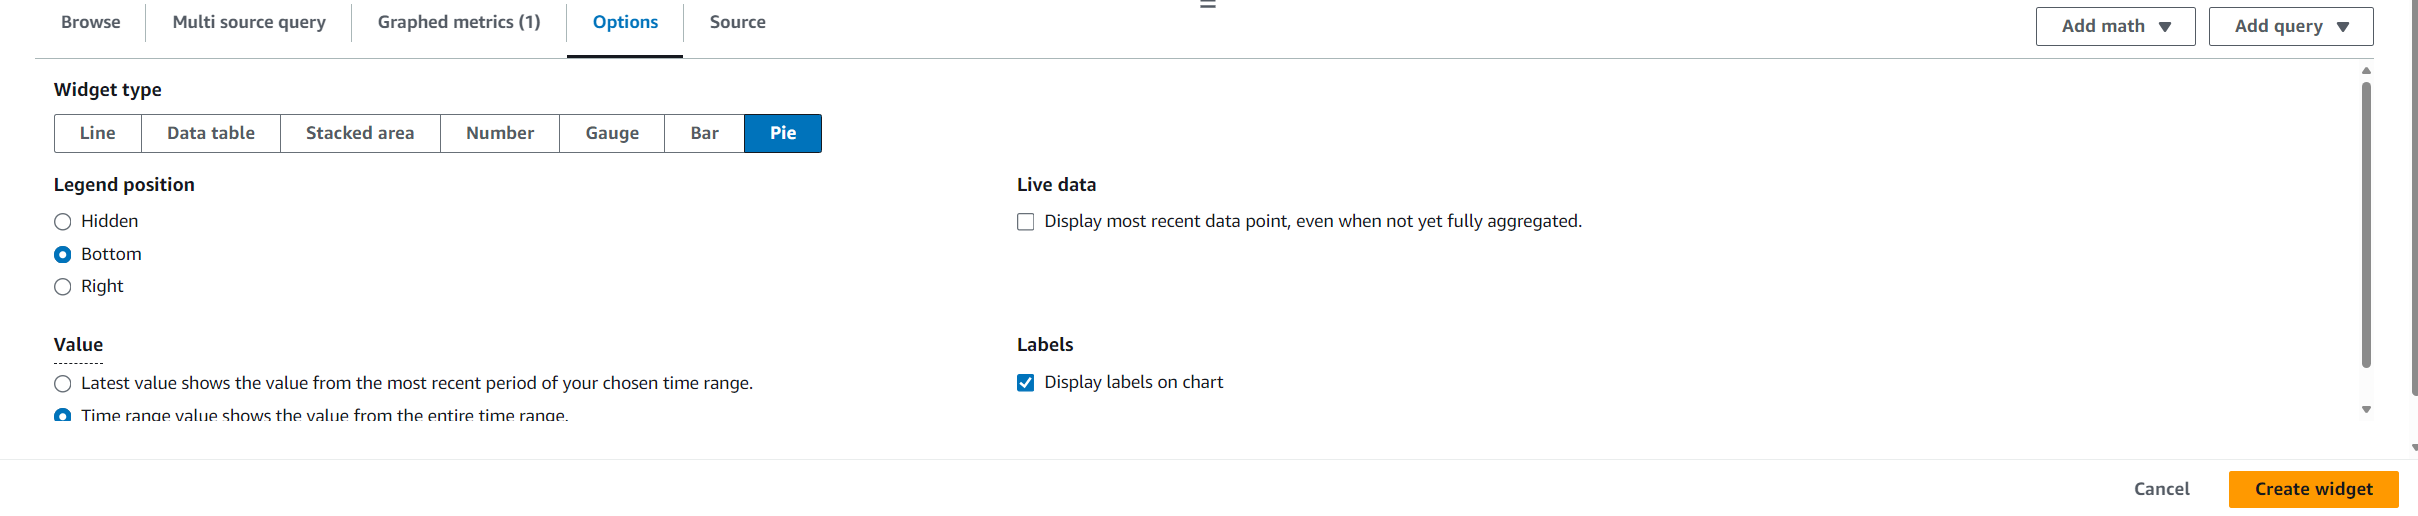 Browse
Multi source query
Graphed metrics (1)
Options
Source
Add math
Add query
Widget type
Line
Data table
Stacked area
Number
Gauge
Bar
Pie
Legend position
Hidden
Bottom
Right
Live data
Display most recent data point, even when not yet fully aggregated.
Value
Latest value shows the value from the most recent period of your chosen time range.
Time range value shows the value from the entire time range.
Labels
Display labels on chart
Cancel
Create widget